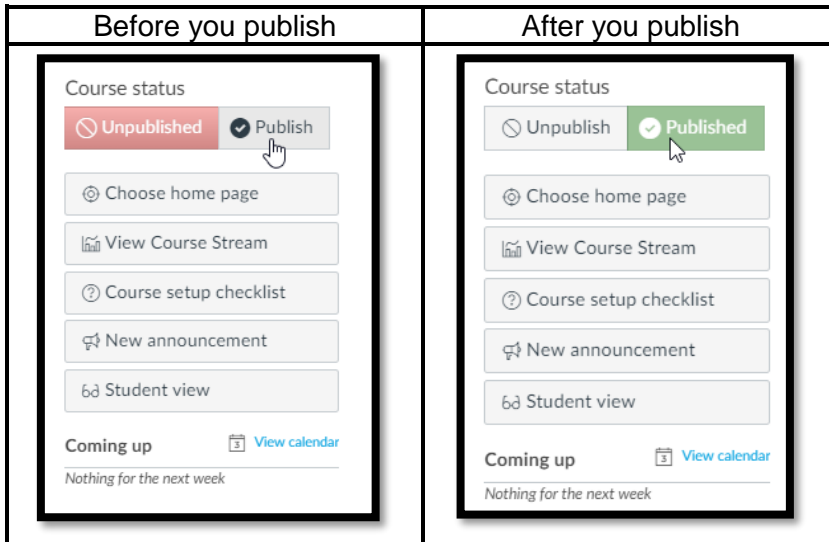 Before you publish
Course status
Unpublished Publish
Choose home page
View Course Stream
Course setup checklist
New announcement
Student view
Coming up 3 View calendar
Nothing for the next week
After you publish
Course status
Unpublish Published
Choose home page
View Course Stream
Course setup checklist
New announcement
Student view
Coming up 3 View calendar
Nothing for the next week